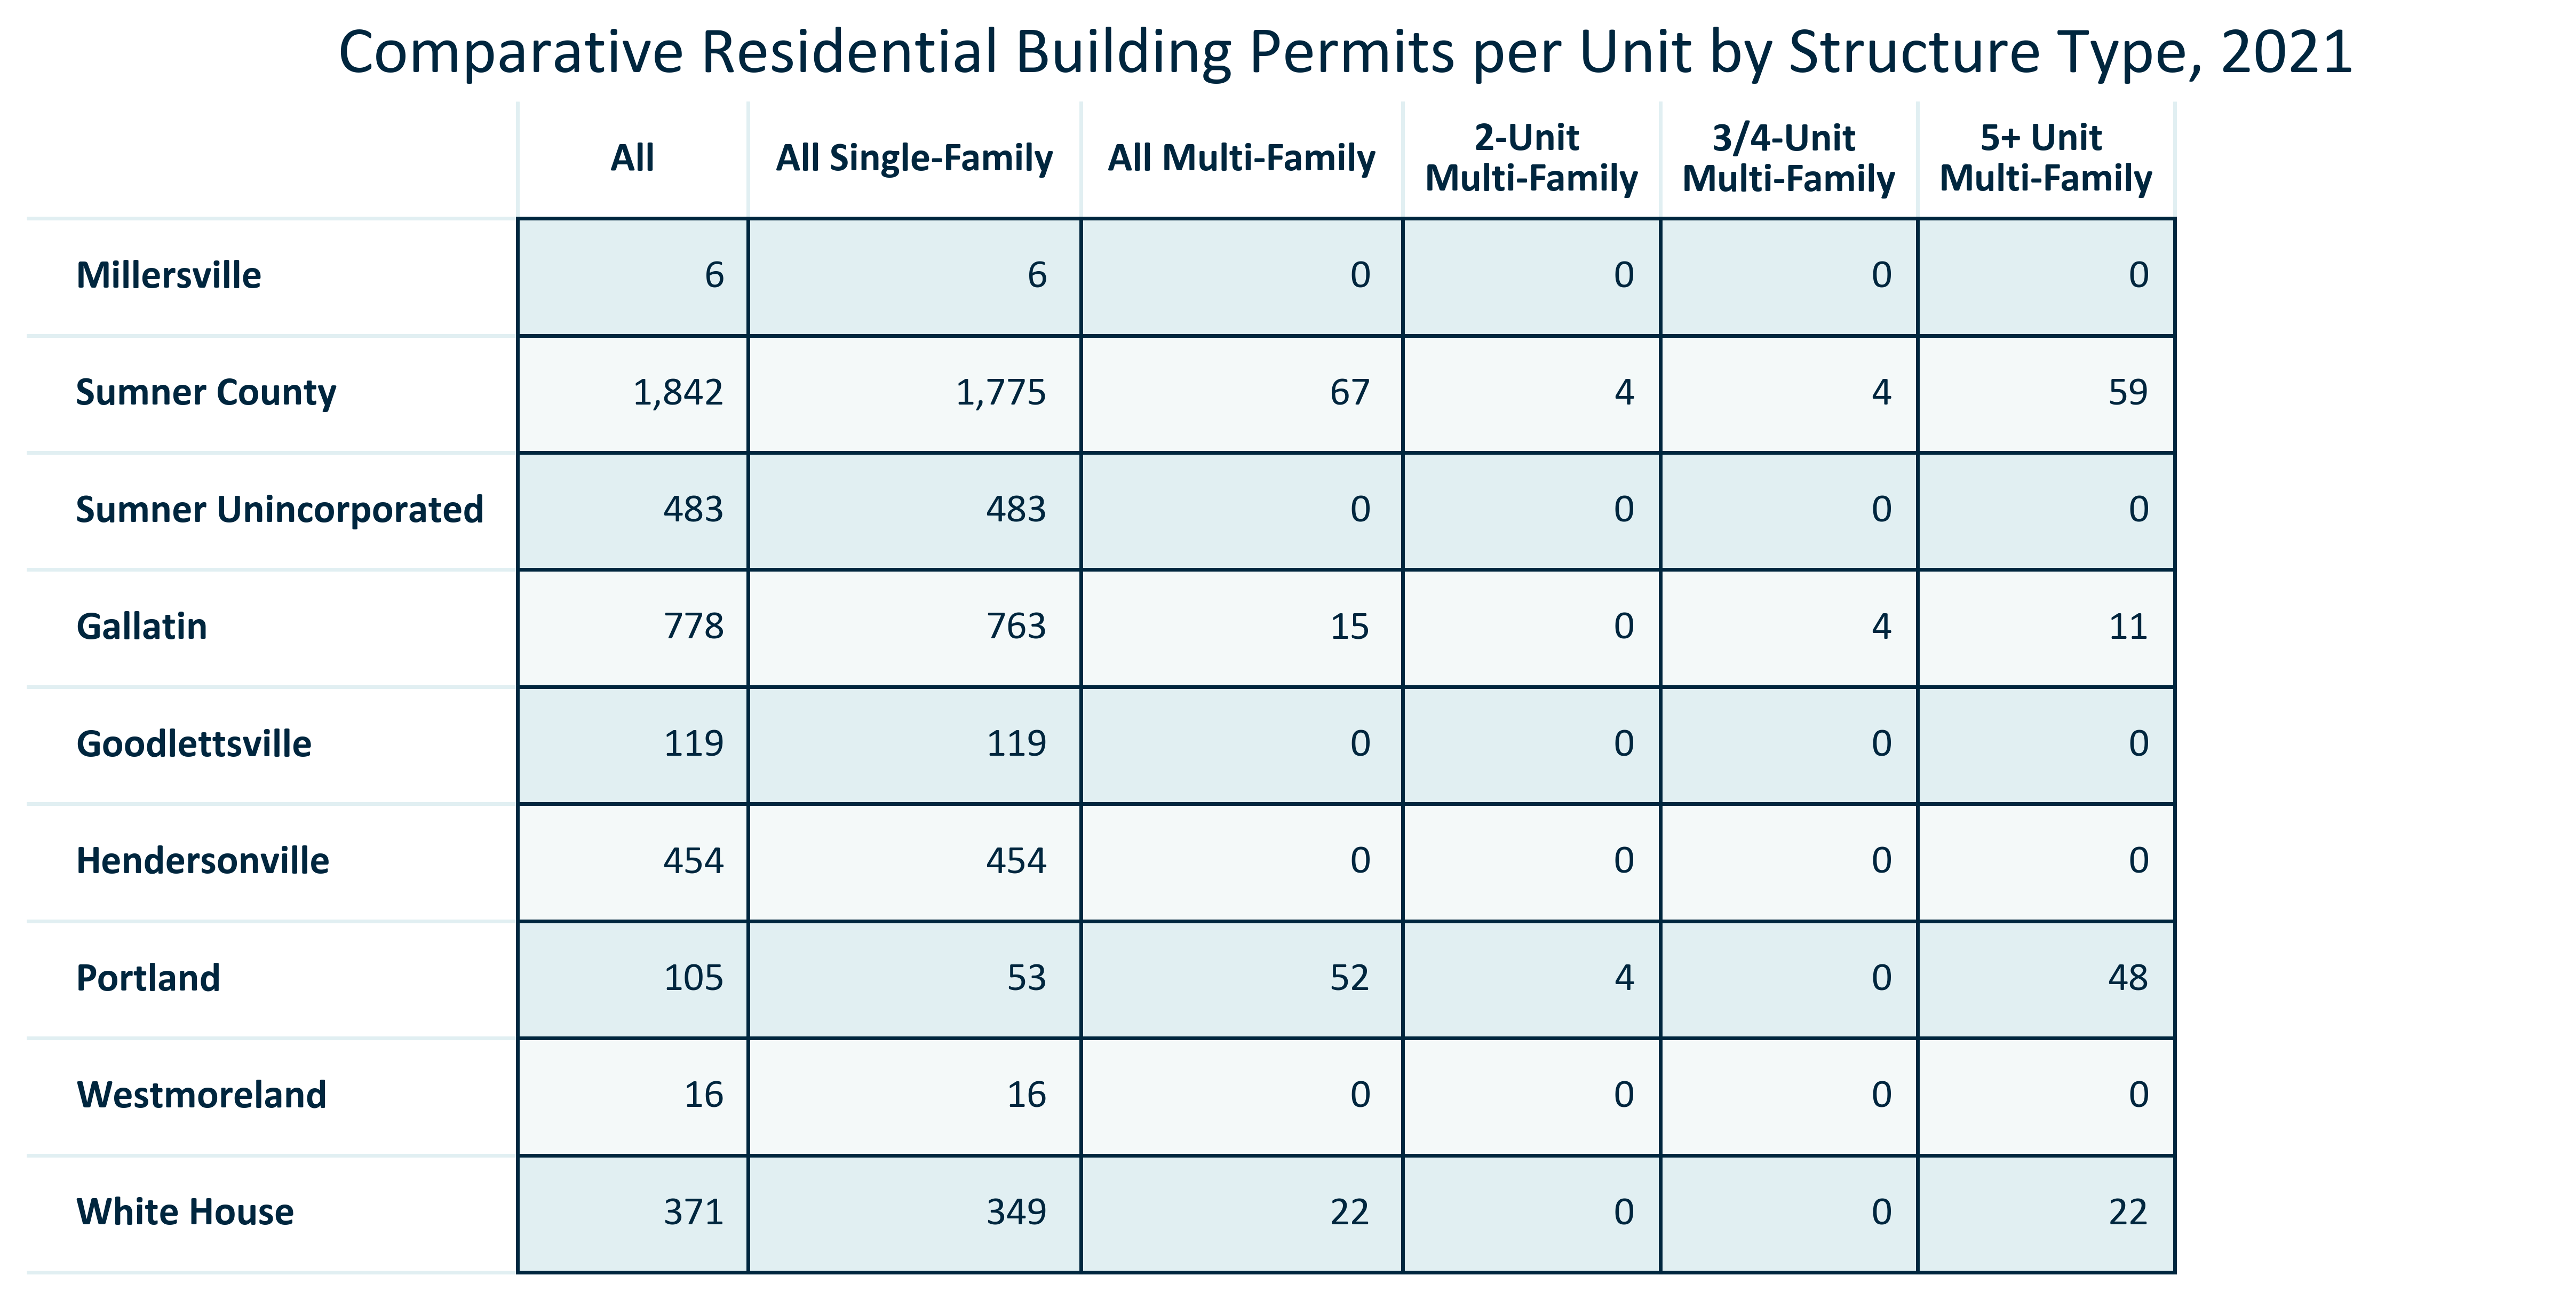 Comparative Residential Building Permits per Unit by Structure Type, 2021
All All Single-Family All Multi-Family 2-Unit Multi-Family 3/4-Unit Multi-Family 5+ Unit Multi-Family
Millersville 6 6 0 0 0 0
Sumner County 1,842 1,775 67 4 4 59
Sumner Unincorporated 483 483 0 0 0 0
Gallatin 778 763 15 0 4 11
Goodlettsville 119 119 0 0 0 0
Hendersonville 454 454 0 0 0 0
Portland 105 53 52 4 0 48
Westmoreland 16 16 0 0 0 0
White House 371 349 22 0 0 22